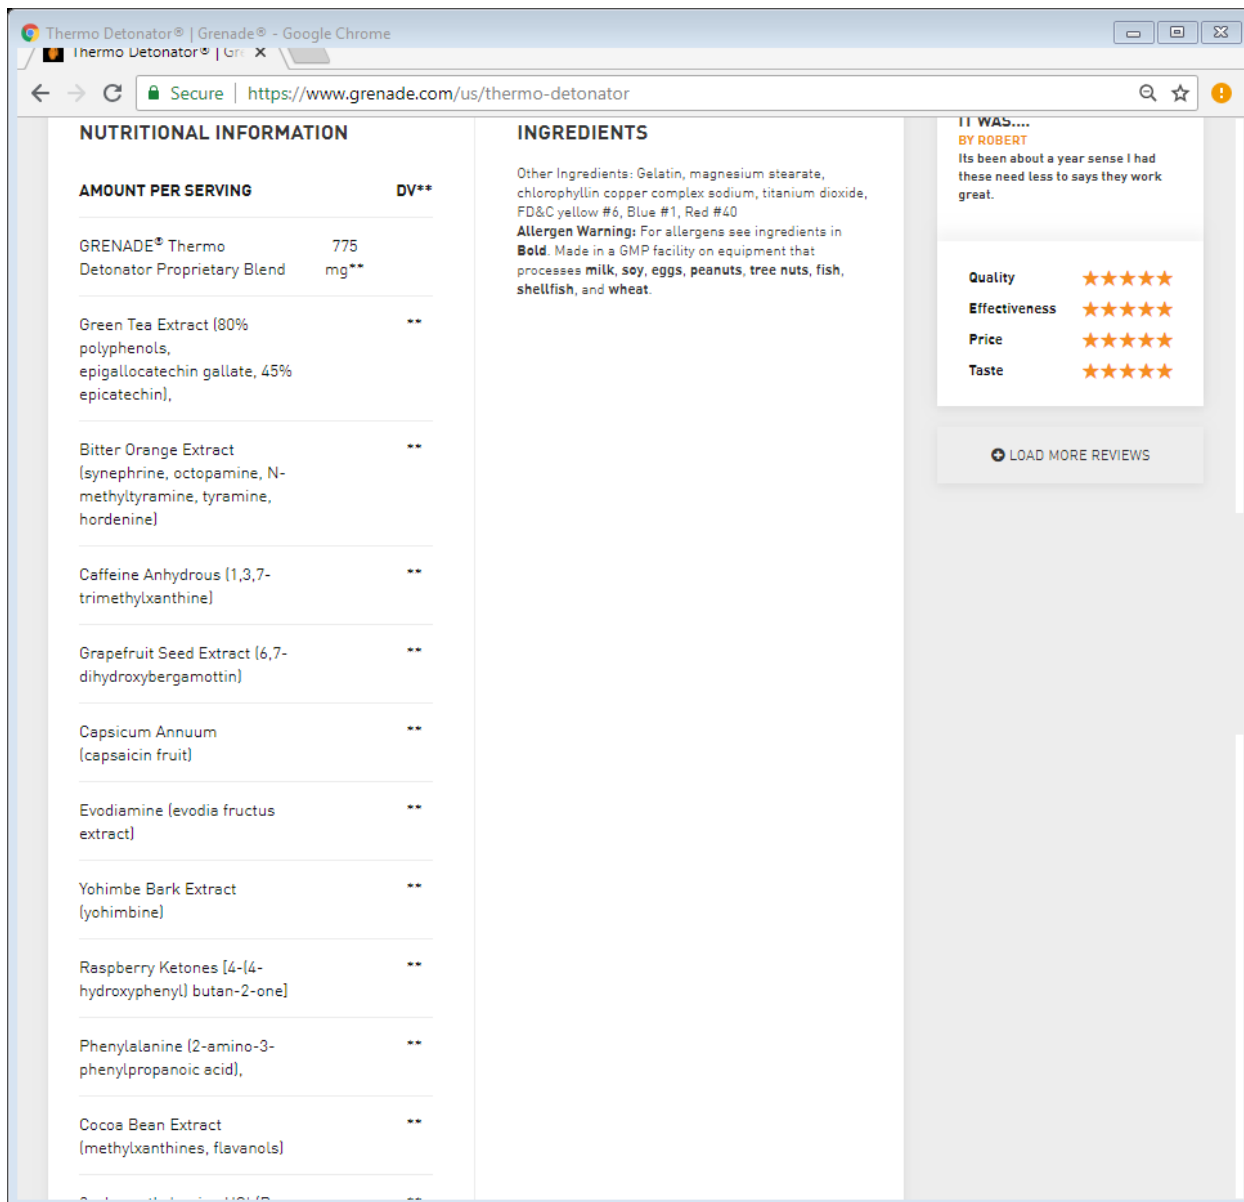 Thermo Detonator® | Grenade® - Google Chrome
Thermo Detonator® | Gre
Secure | https://www.grenade.com/us/thermo-detonator
NUTRITIONAL INFORMATION
AMOUNT PER SERVING DV**
GRENADE® Thermo 775
Detonator Proprietary Blend mg**
Green Tea Extract (80% **
polyphenols,
epigallocatechin gallate, 45%
epicatechin),
Bitter Orange Extract **
(synephrine, octopamine, N-
methyltyramine, tyramine,
hordenine)
Caffeine Anhydrous (1,3,7- **
trimethylxanthine)
Grapefruit Seed Extract (6,7- **
dihydroxybergamottin)
Capsicum Annuum **
(capsaicin fruit)
Evodiamine (evodia fructus **
extract)
Yohimbe Bark Extract **
(yohimbine)
Raspberry Ketones [4-(4- **
hydroxyphenyl) butan-2-one]
Phenylalanine (2-amino-3- **
phenylpropanoic acid),
Cocoa Bean Extract **
(methylxanthines, flavanols)
INGREDIENTS
Other Ingredients: Gelatin, magnesium stearate,
chlorophyllin copper complex sodium, titanium dioxide,
FD&C yellow #6, Blue #1, Red #40
Allergen Warning: For allergens see ingredients in
Bold. Made in a GMP facility on equipment that
processes milk, soy, eggs, peanuts, tree nuts, fish,
shellfish, and wheat.
IT WAS....
BY ROBERT
Its been about a year sense I had
these need less to says they work
great.
Quality ★★★★★
Effectiveness ★★★★★
Price ★★★★★
Taste ★★★★★
LOAD MORE REVIEWS